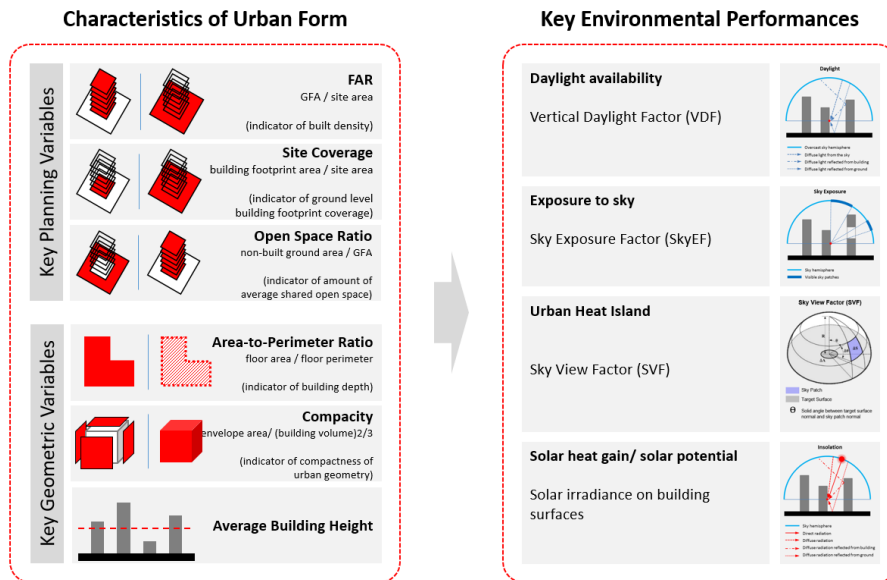 Characteristics of Urban Form
Key Environmental Performances
Key Planning Variables
FAR
GFA / site area
(indicator of built density)
Site Coverage
building footprint area / site area
(indicator of ground level
building footprint coverage)
Open Space Ratio
non-built ground area / GFA
(indicator of amount of
average shared open space)
Key Geometric Variables
Area-to-Perimeter Ratio
floor area / floor perimeter
(indicator of building depth)
Compacity
envelope area/ (building volume)2/3
(indicator of compactness of
urban geometry)
Average Building Height
Daylight availability
Vertical Daylight Factor (VDF)
Daylight
Overcast sky hemisphere
Diffuse light from the sky
Diffuse light reflected from building
Diffuse light reflected from ground
Exposure to sky
Sky Exposure Factor (SkyEF)
Sky Exposure
Sky hemisphere
Visible sky patches
Urban Heat Island
Sky View Factor (SVF)
Sky View Factor (SVF)
Sky Patch
Target Surface
Θ Solid angle between target surface
normal and sky patch normal
Solar heat gain/ solar potential
Solar irradiance on building
surfaces
Insolation
Sky hemisphere
Direct radiation
Diffuse radiation
Diffuse radiation reflected from building
Diffuse radiation reflected from ground